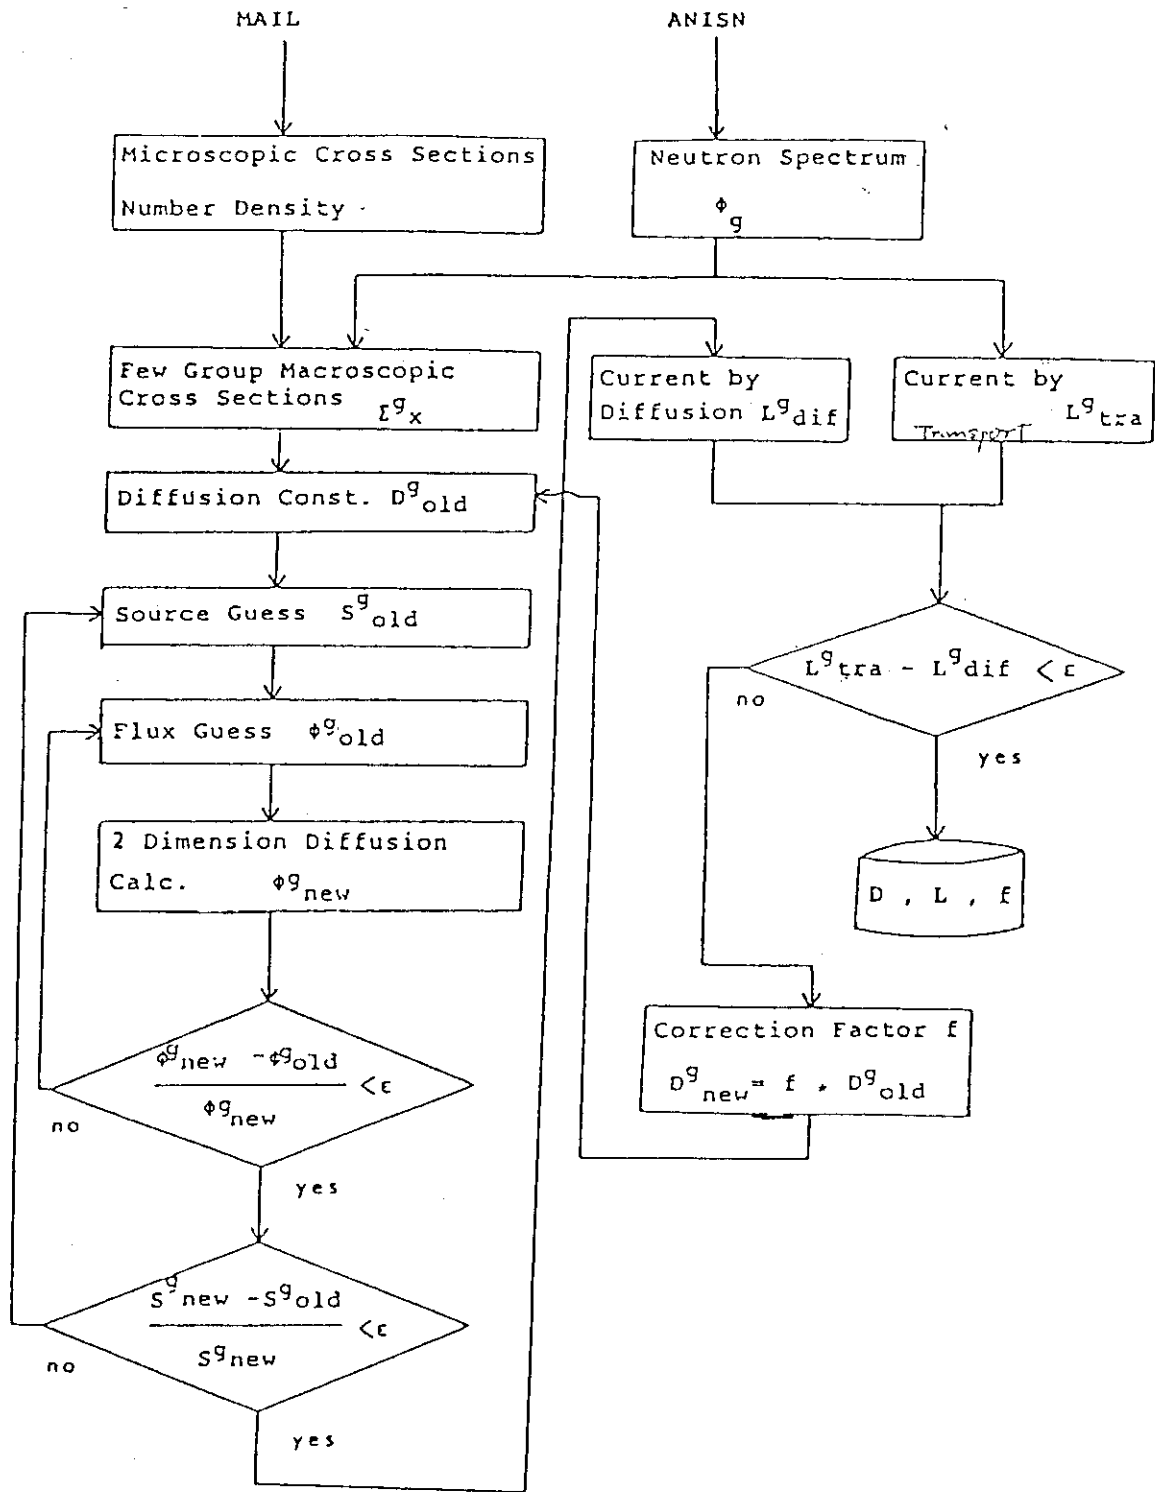 MAIL
ANISN
Microscopic Cross Sections
Number Density
Neutron Spectrum
ϕg
Few Group Macroscopic
Cross Sections Σgx
Current by
Diffusion Lgdif
Current by
Lgtra
Transport
Diffusion Const. Dgold
Source Guess Sgold
Lgtra - Lgdif < ε
no
yes
Flux Guess ϕgold
2 Dimension Diffusion
Calc. ϕgnew
D , L , f
ϕgnew - ϕgold
< ε
ϕgnew
no
yes
Correction Factor f
Dgnew = f * Dgold
Sgnew - Sgold
< ε
Sgnew
no
yes